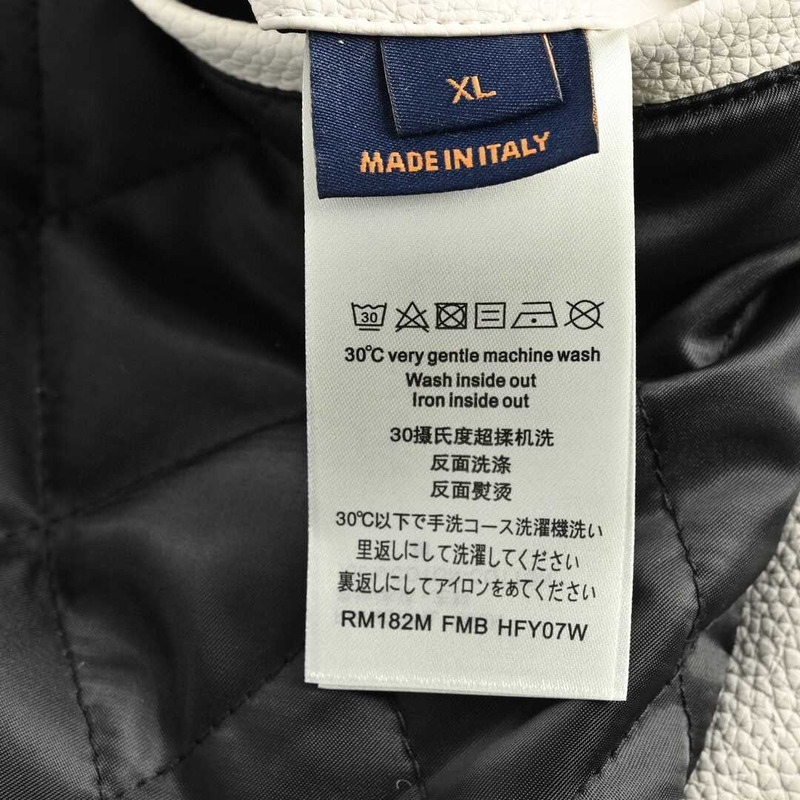 XL
MADE IN ITALY
30
30℃ very gentle machine wash
Wash inside out
Iron inside out
30摄氏度超揉机洗
反面洗涤
反面熨烫
30℃以下で手洗コース洗濯機洗い
里返しにして洗濯してください
裏返しにしてアイロンをあてください
RM182M FMB HFY07W